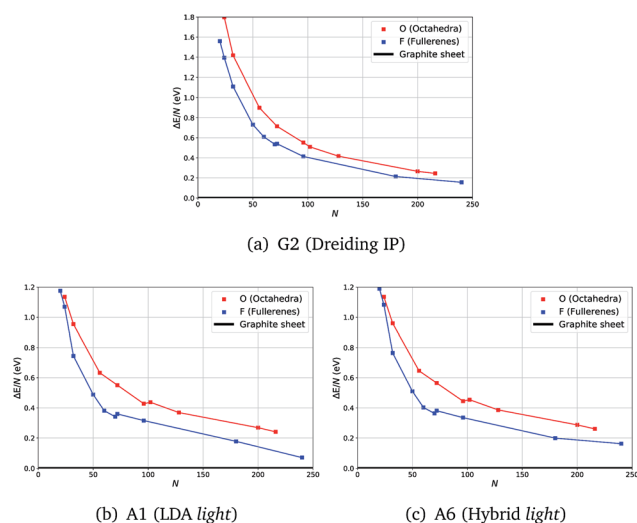 1.8
1.6
1.4
1.2
1.0
0.8
0.6
0.4
0.2
0.0
ΔE/N (eV)
O (Octahedra)
F (Fullerenes)
Graphite sheet
0 50 100 150 200 250
N
(a) G2 (Dreiding IP)
1.2
1.0
0.8
0.6
0.4
0.2
0.0
ΔE/N (eV)
O (Octahedra)
F (Fullerenes)
Graphite sheet
0 50 100 150 200 250
N
(b) A1 (LDA light)
1.2
1.0
0.8
0.6
0.4
0.2
0.0
ΔE/N (eV)
O (Octahedra)
F (Fullerenes)
Graphite sheet
0 50 100 150 200 250
N
(c) A6 (Hybrid light)